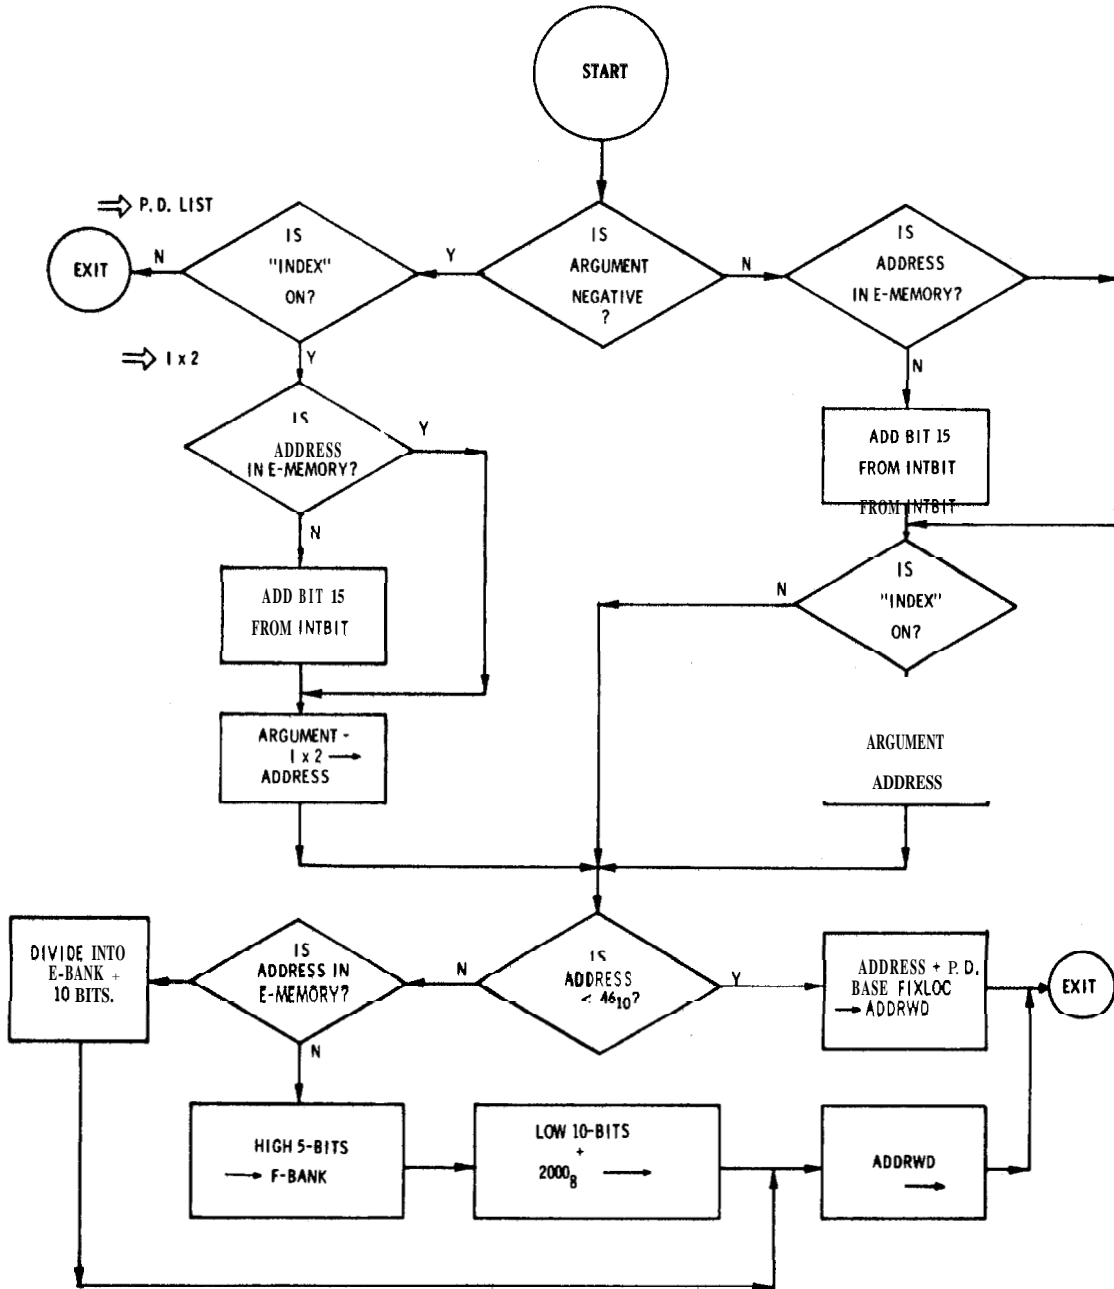 START
⇒ P. D. LIST
EXIT
N
IS
"INDEX"
ON?
Y
IS
ARGUMENT
NEGATIVE
?
N
IS
ADDRESS
IN E-MEMORY?
⇒ 1 x 2
Y
N
IS
ADDRESS
IN E-MEMORY?
Y
N
ADD BIT 15
FROM INTBIT
FROM INTBIT
ADD BIT 15
FROM INTBIT
N
IS
"INDEX"
ON?
ARGUMENT -
1 x 2 →
ADDRESS
ARGUMENT
ADDRESS
DIVIDE INTO
E-BANK +
10 BITS.
IS
ADDRESS IN
E-MEMORY?
N
N
IS
ADDRESS
< 46₁₀?
Y
ADDRESS + P. D.
BASE FIXLOC
→ ADDRWD
EXIT
HIGH 5-BITS
→ F-BANK
LOW 10-BITS
+
2000₈ →
ADDRWD
→